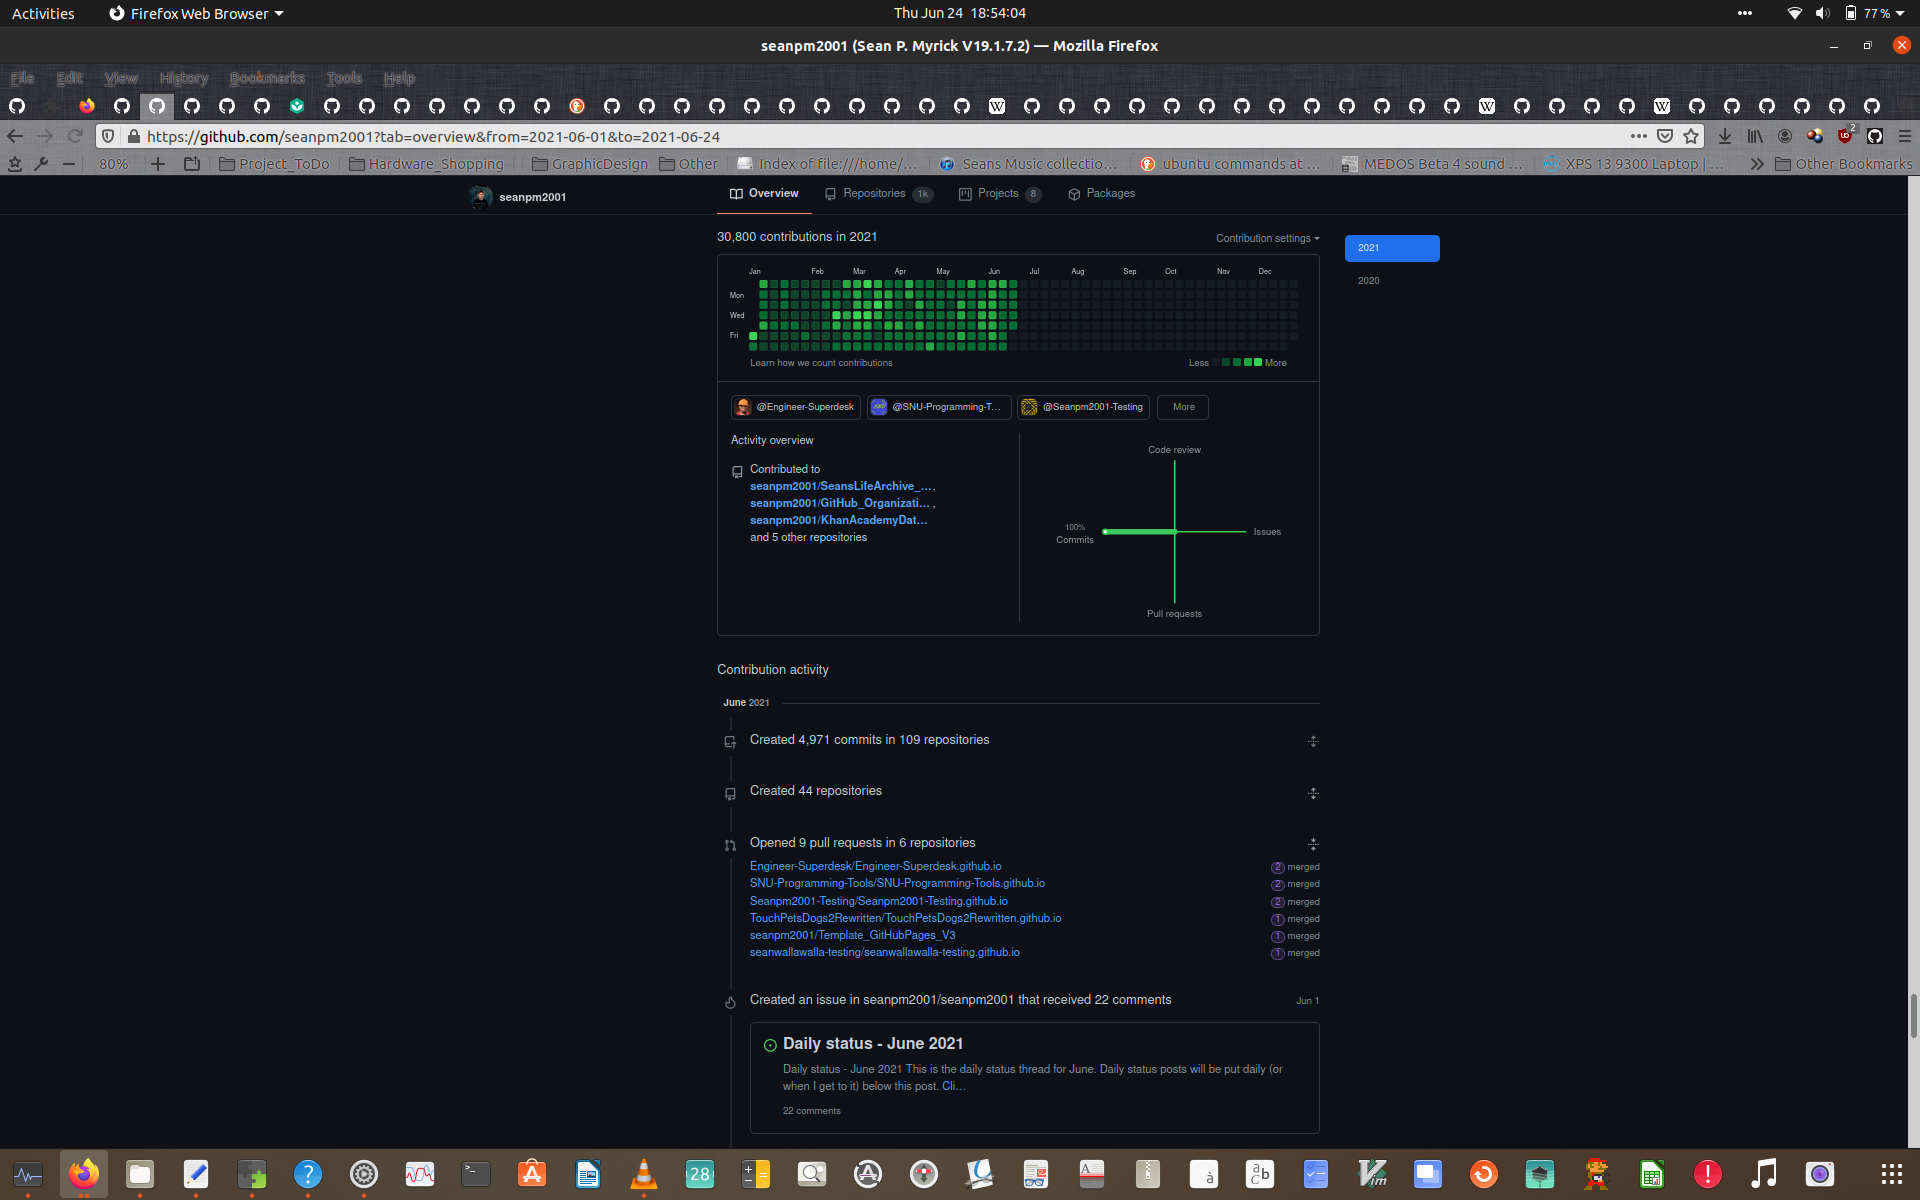 Activities Firefox Web Browser Thu Jun 24 18:54:04 77 %
seanpm2001 (Sean P. Myrick V19.1.7.2) — Mozilla Firefox
File Edit View History Bookmarks Tools Help
https://github.com/seanpm2001?tab=overview&from=2021-06-01&to=2021-06-24 2
80% Project_ToDo Hardware_Shopping GraphicDesign Other Index of file:///home/... Seans Music collectio... ubuntu commands at ... MEDOS Beta 4 sound ... XPS 13 9300 Laptop | ... Other Bookmarks
seanpm2001 Overview Repositories 1k Projects 8 Packages
30,800 contributions in 2021 Contribution settings 2021
2020
Jan Feb Mar Apr May Jun Jul Aug Sep Oct Nov Dec
Mon
Wed
Fri
Learn how we count contributions Less More
@Engineer-Superdesk @SNU-Programming-T... @Seanpm2001-Testing More
Activity overview
Contributed to
seanpm2001/SeansLifeArchive_... ,
seanpm2001/GitHub_Organizati... ,
seanpm2001/KhanAcademyDat...
and 5 other repositories
Code review
100%
Commits
Issues
Pull requests
Contribution activity
June 2021
Created 4,971 commits in 109 repositories
Created 44 repositories
Opened 9 pull requests in 6 repositories
Engineer-Superdesk/Engineer-Superdesk.github.io 2 merged
SNU-Programming-Tools/SNU-Programming-Tools.github.io 2 merged
Seanpm2001-Testing/Seanpm2001-Testing.github.io 2 merged
TouchPetsDogs2Rewritten/TouchPetsDogs2Rewritten.github.io 1 merged
seanpm2001/Template_GitHubPages_V3 1 merged
seanwallawalla-testing/seanwallawalla-testing.github.io 1 merged
Created an issue in seanpm2001/seanpm2001 that received 22 comments Jun 1
Daily status - June 2021
Daily status - June 2021 This is the daily status thread for June. Daily status posts will be put daily (or
when I get to it) below this post. Cli...
22 comments
28